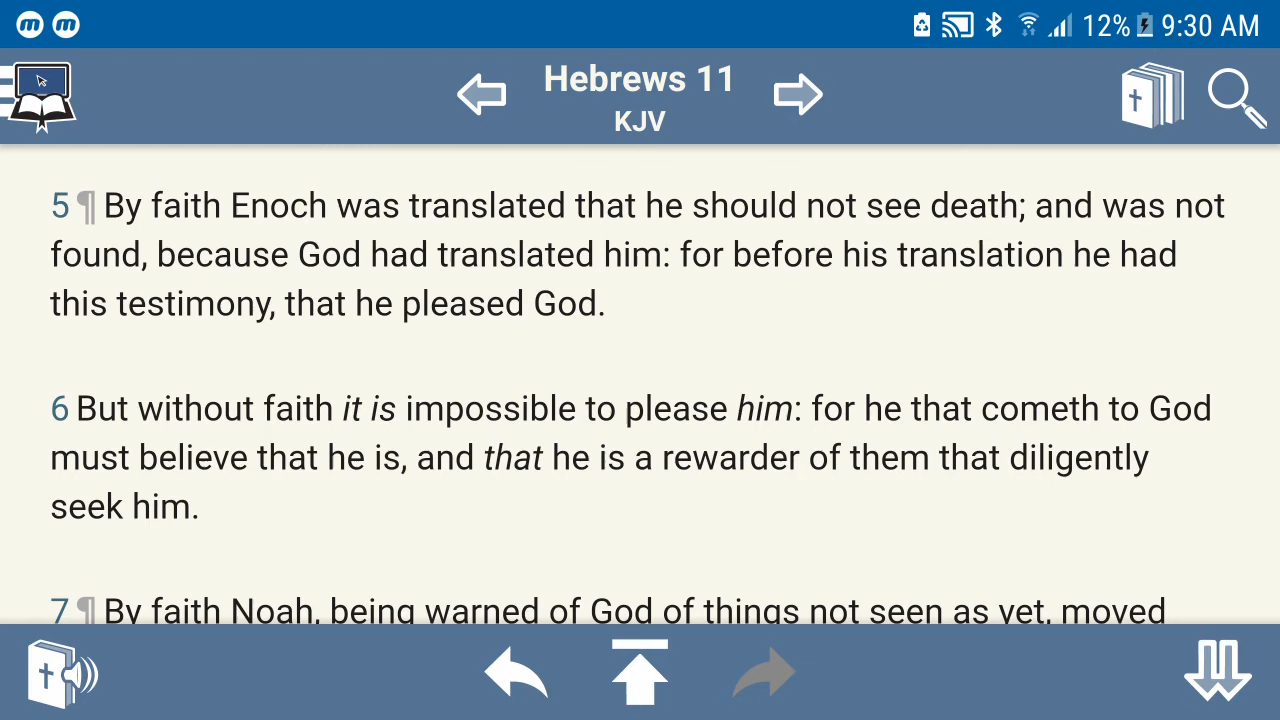 12% 9:30 AM
Hebrews 11
KJV
5 ¶ By faith Enoch was translated that he should not see death; and was not
found, because God had translated him: for before his translation he had
this testimony, that he pleased God.
6 But without faith it is impossible to please him: for he that cometh to God
must believe that he is, and that he is a rewarder of them that diligently
seek him.
7 ¶ By faith Noah, being warned of God of things not seen as yet, moved